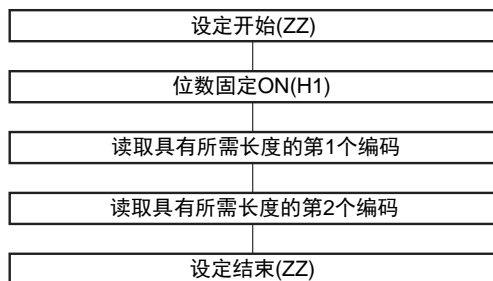 设定开始(ZZ)
位数固定ON(H1)
读取具有所需长度的第1个编码
读取具有所需长度的第2个编码
设定结束(ZZ)